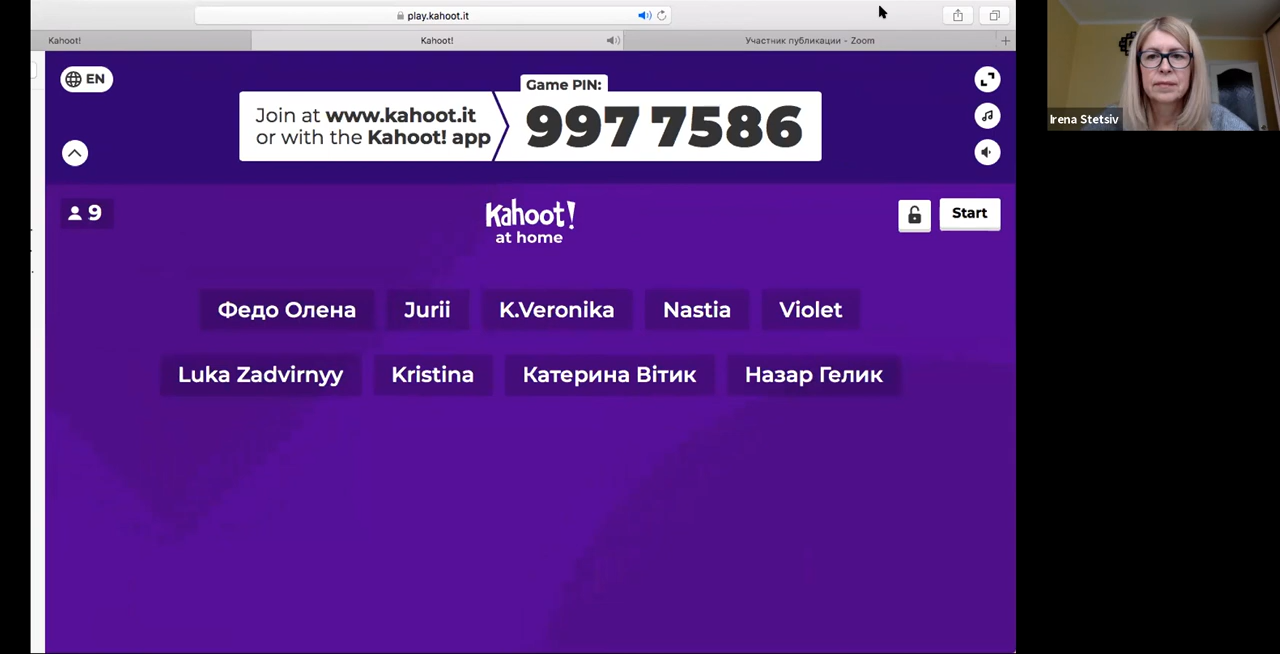 play.kahoot.it
Kahoot!
Kahoot!
Участник публикации - Zoom
EN
Game PIN:
Join at www.kahoot.it
or with the Kahoot! app
997 7586
9
Kahoot!
at home
Start
Федо Олена
Jurii
K.Veronika
Nastia
Violet
Luka Zadvirnyy
Kristina
Катерина Вітик
Назар Гелик
Irena Stetsiv